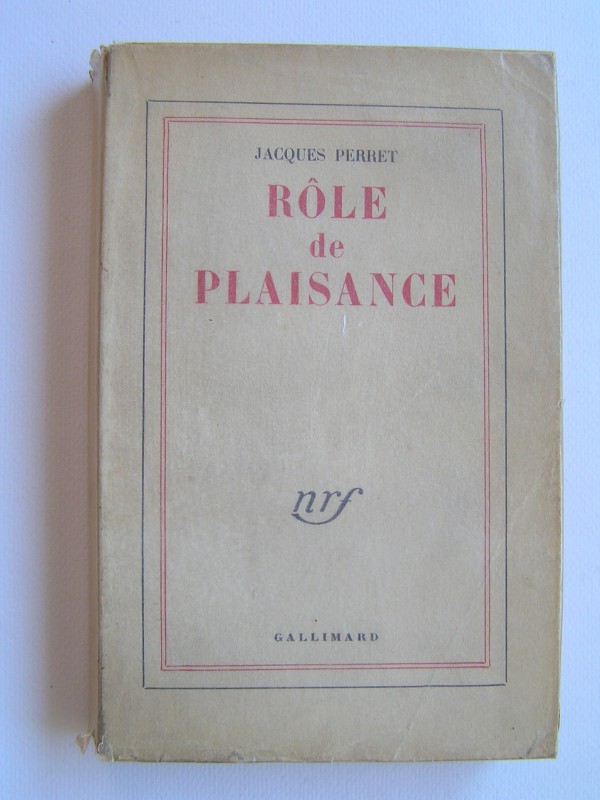 JACQUES PERRET
RÔLE
de
PLAISANCE
nrf
GALLIMARD